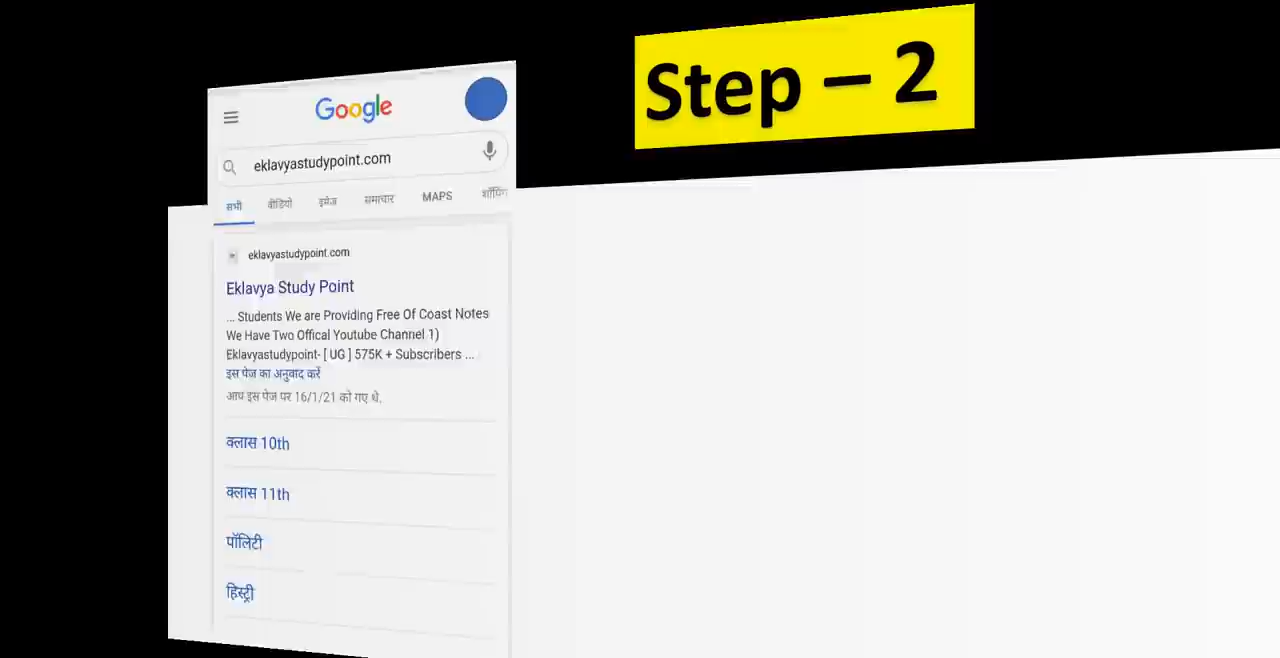 Step – 2
Google
eklavyastudypoint.com
सभी वीडियो इमेज समाचार MAPS शॉपिंग
eklavyastudypoint.com
Eklavya Study Point
... Students We are Providing Free Of Coast Notes
We Have Two Offical Youtube Channel 1)
Eklavyastudypoint- [ UG ] 575K + Subscribers ...
इस पेज का अनुवाद करें
आप इस पेज पर 16/1/21 को गए थे.
क्लास 10th
क्लास 11th
पॉलिटी
हिस्ट्री